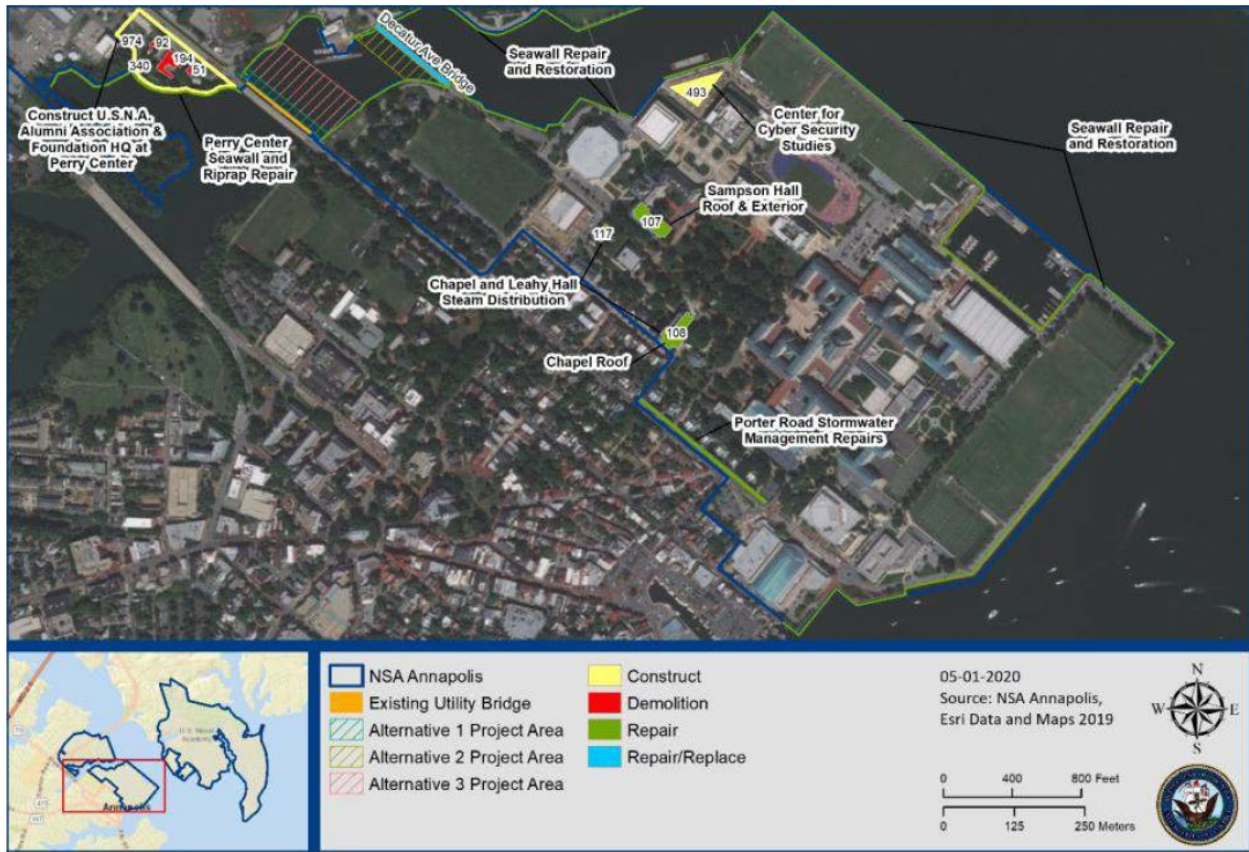 974
92
194
340
51
Construct U.S.N.A.
Alumni Association &
Foundation HQ at
Perry Center
Perry Center
Seawall and
Riprap Repair
Decatur Ave Bridge
Seawall Repair
and Restoration
493
Center for
Cyber Security
Studies
Seawall Repair
and Restoration
Sampson Hall
Roof & Exterior
107
117
Chapel and Leahy Hall
Steam Distribution
108
Chapel Roof
Porter Road Stormwater
Management Repairs
U.S. Naval
Academy
Annapolis
NSA Annapolis
Existing Utility Bridge
Alternative 1 Project Area
Alternative 2 Project Area
Alternative 3 Project Area
Construct
Demolition
Repair
Repair/Replace
05-01-2020
Source: NSA Annapolis,
Esri Data and Maps 2019
N
W E
S
0 400 800 Feet
0 125 250 Meters